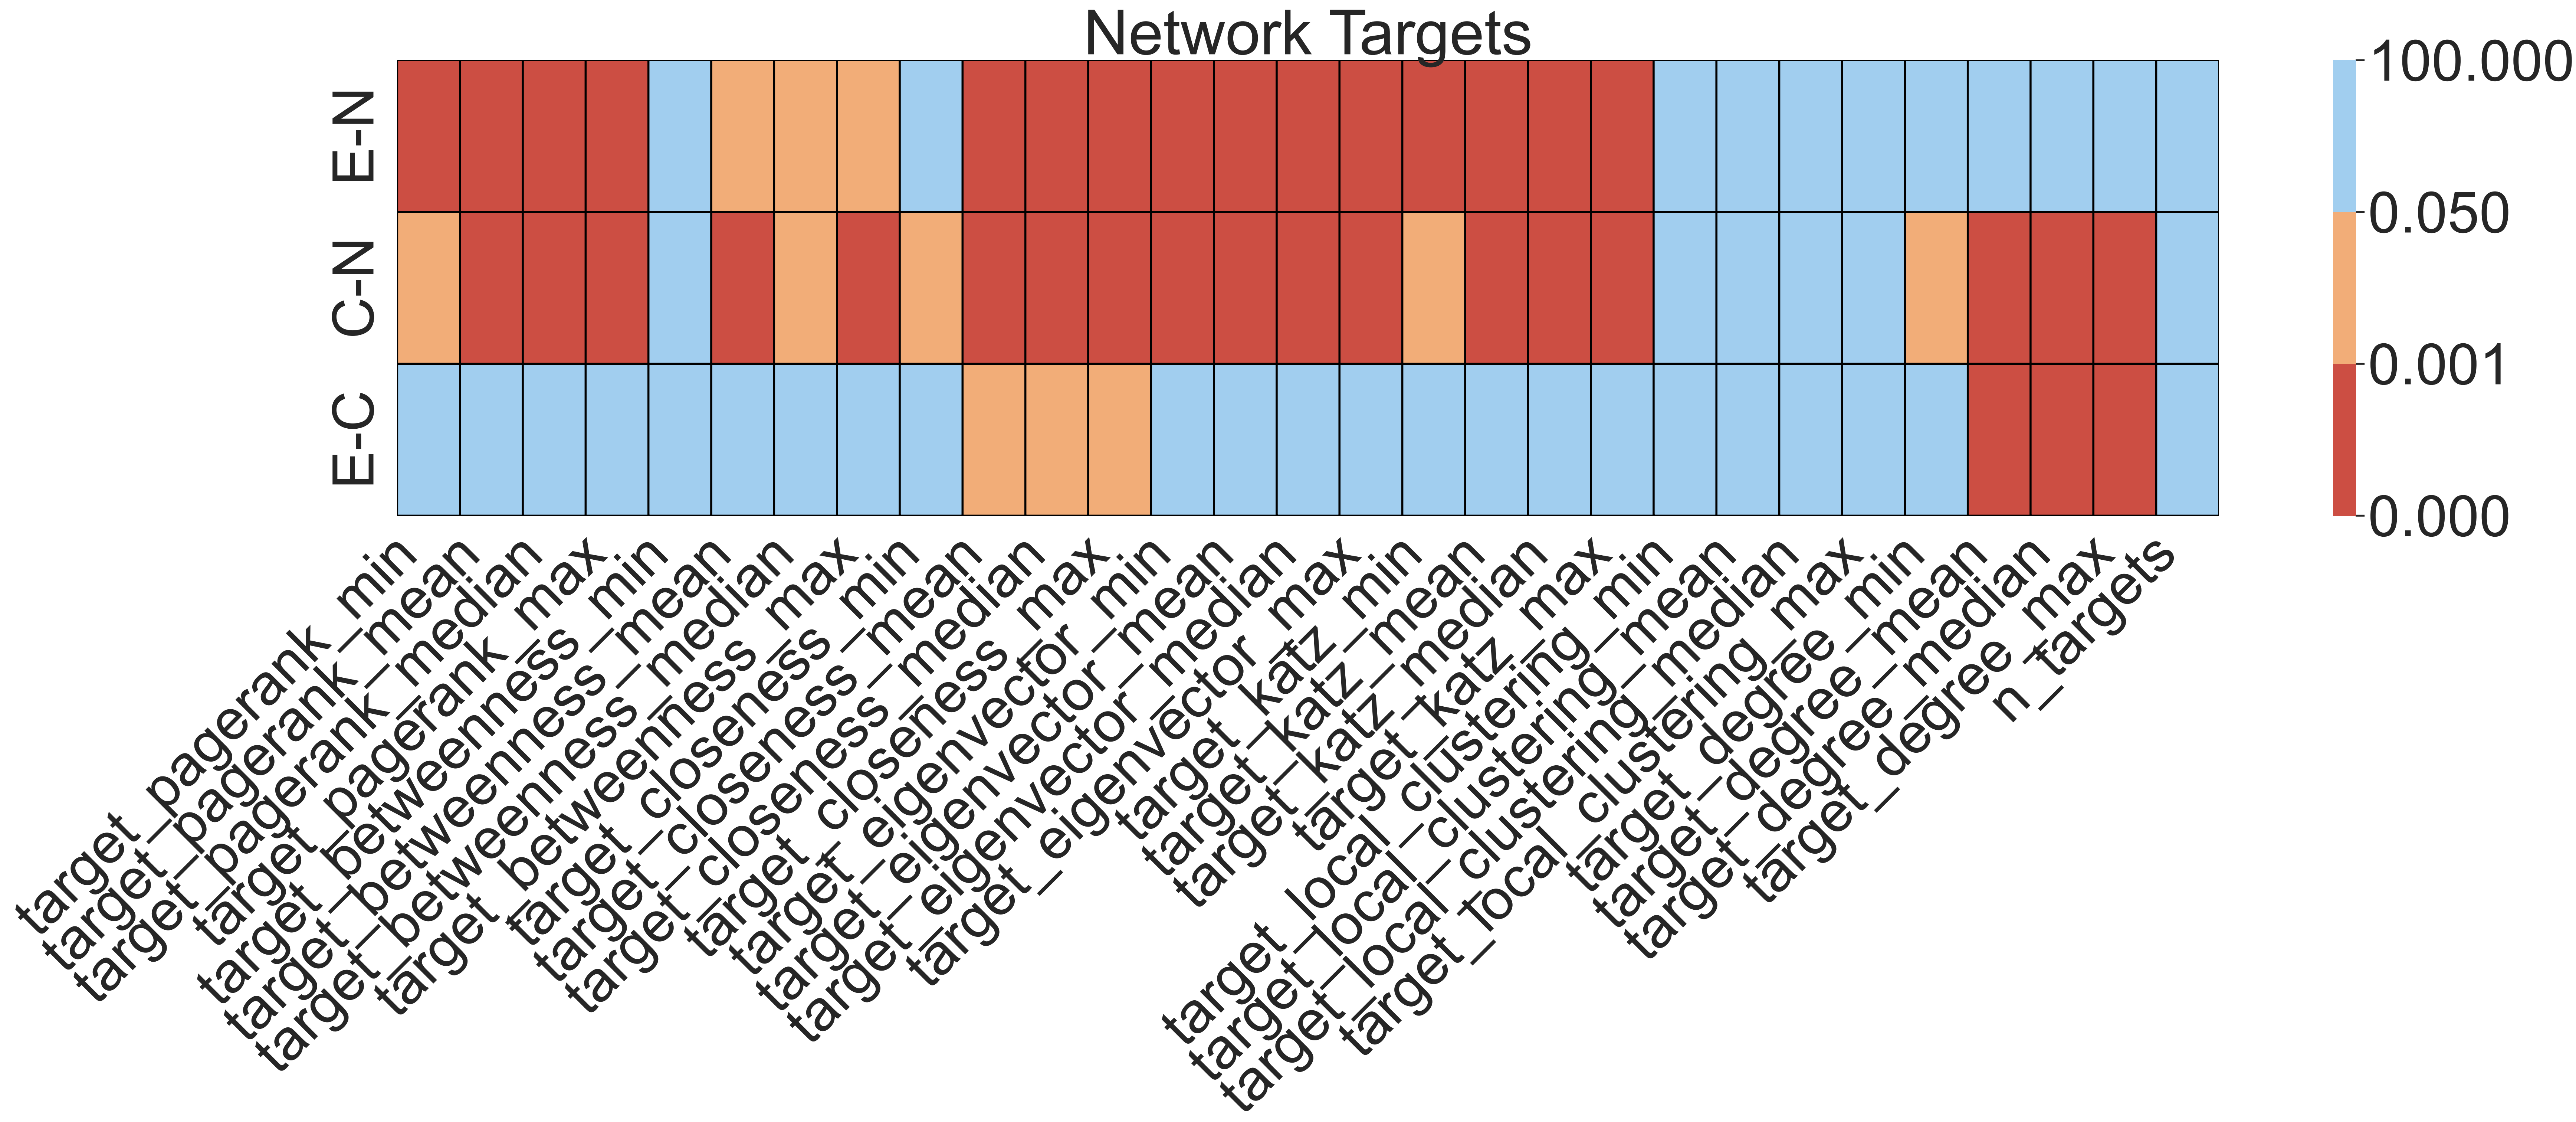 Network Targets
E-N
C-N
E-C
100.000
0.050
0.001
0.000
target_pagerank_min
target_pagerank_mean
target_pagerank_median
target_pagerank_max
target_betweenness_min
target_betweenness_mean
target_betweenness_median
target_betweenness_max
target_closeness_min
target_closeness_mean
target_closeness_median
target_closeness_max
target_eigenvector_min
target_eigenvector_mean
target_eigenvector_median
target_eigenvector_max
target_katz_min
target_katz_mean
target_katz_median
target_katz_max
target_local_clustering_min
target_local_clustering_mean
target_local_clustering_median
target_local_clustering_max
target_degree_min
target_degree_mean
target_degree_median
target_degree_max
n_targets